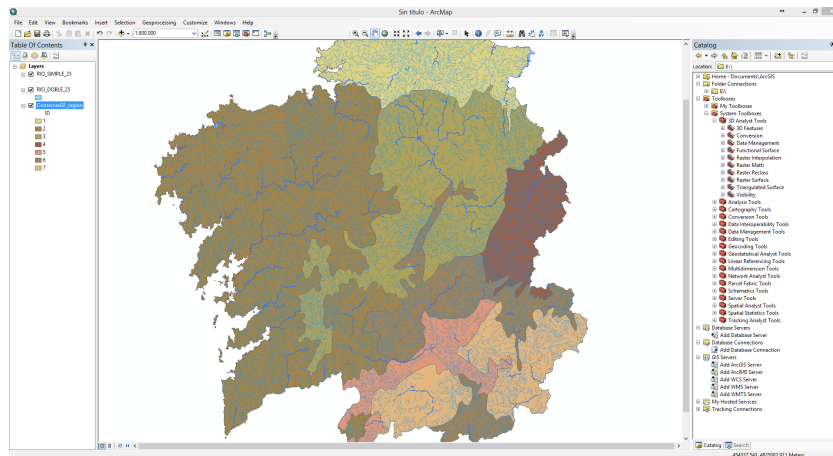 Sin título - ArcMap
File Edit View Bookmarks Insert Selection Geoprocessing Customize Windows Help
1:800.000
Table Of Contents
Layers
RIO_SIMPLE_25
RIO_DOBLE_25
ComarcasGF_region
ID
1
2
3
4
5
6
7
Catalog
Location: E:\
Home - Documents\ArcGIS
Folder Connections
E:\
Toolboxes
My Toolboxes
System Toolboxes
3D Analyst Tools
3D Features
Conversion
Data Management
Functional Surface
Raster Interpolation
Raster Math
Raster Reclass
Raster Surface
Triangulated Surface
Visibility
Analysis Tools
Cartography Tools
Conversion Tools
Data Interoperability Tools
Data Management Tools
Editing Tools
Geocoding Tools
Geostatistical Analyst Tools
Linear Referencing Tools
Multidimension Tools
Network Analyst Tools
Parcel Fabric Tools
Schematics Tools
Server Tools
Spatial Analyst Tools
Spatial Statistics Tools
Tracking Analyst Tools
Database Servers
Add Database Server
Database Connections
Add Database Connection
GIS Servers
Add ArcGIS Server
Add ArcIMS Server
Add WCS Server
Add WMS Server
Add WMTS Server
My Hosted Services
Tracking Connections
Catalog Search
Meters